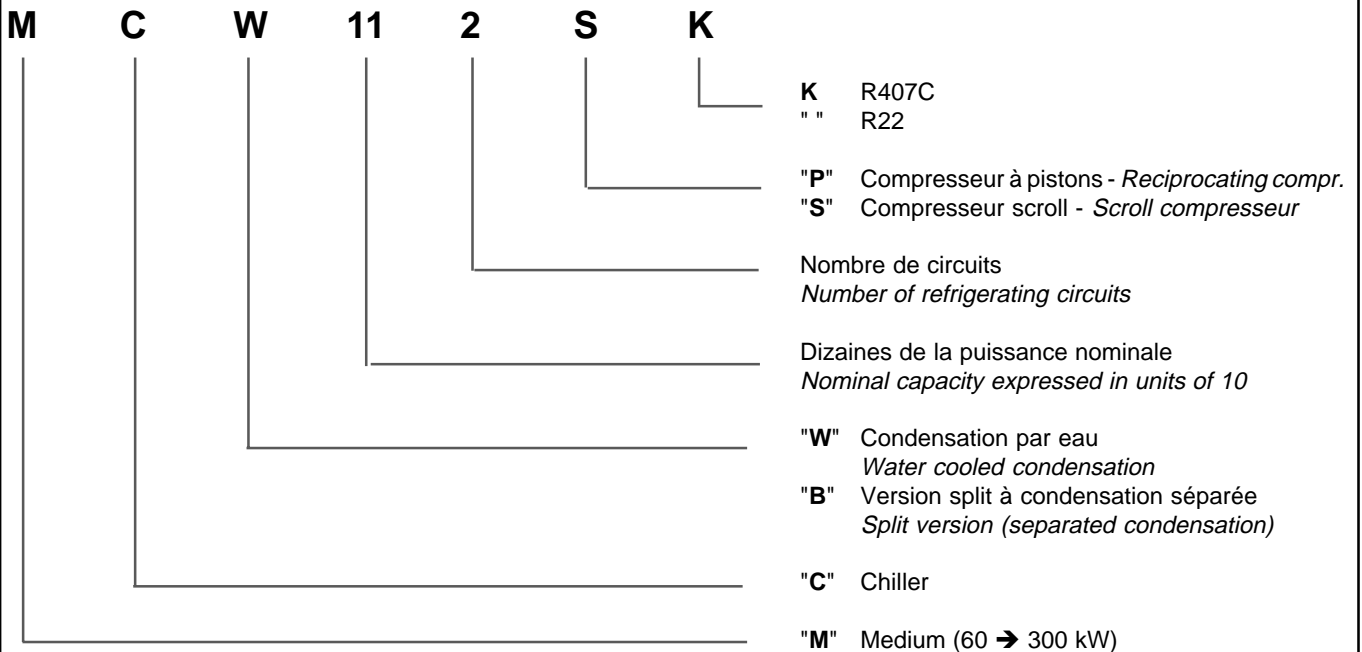 M C W 11 2 S K
K R407C
" " R22
"P" Compresseur à pistons - Reciprocating compr.
"S" Compresseur scroll - Scroll compresseur
Nombre de circuits
Number of refrigerating circuits
Dizaines de la puissance nominale
Nominal capacity expressed in units of 10
"W" Condensation par eau
Water cooled condensation
"B" Version split à condensation séparée
Split version (separated condensation)
"C" Chiller
"M" Medium (60 ➔ 300 kW)